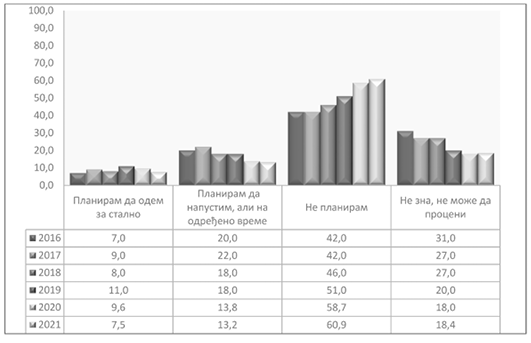 100,0
90,0
80,0
70,0
60,0
50,0
40,0
30,0
20,0
10,0
0,0
Планирам да одем за стално
Планирам да напустим, али на одређено време
Не планирам
Не зна, не може да процени
2016 7,0 20,0 42,0 31,0
2017 9,0 22,0 42,0 27,0
2018 8,0 18,0 46,0 27,0
2019 11,0 18,0 51,0 20,0
2020 9,6 13,8 58,7 18,0
2021 7,5 13,2 60,9 18,4